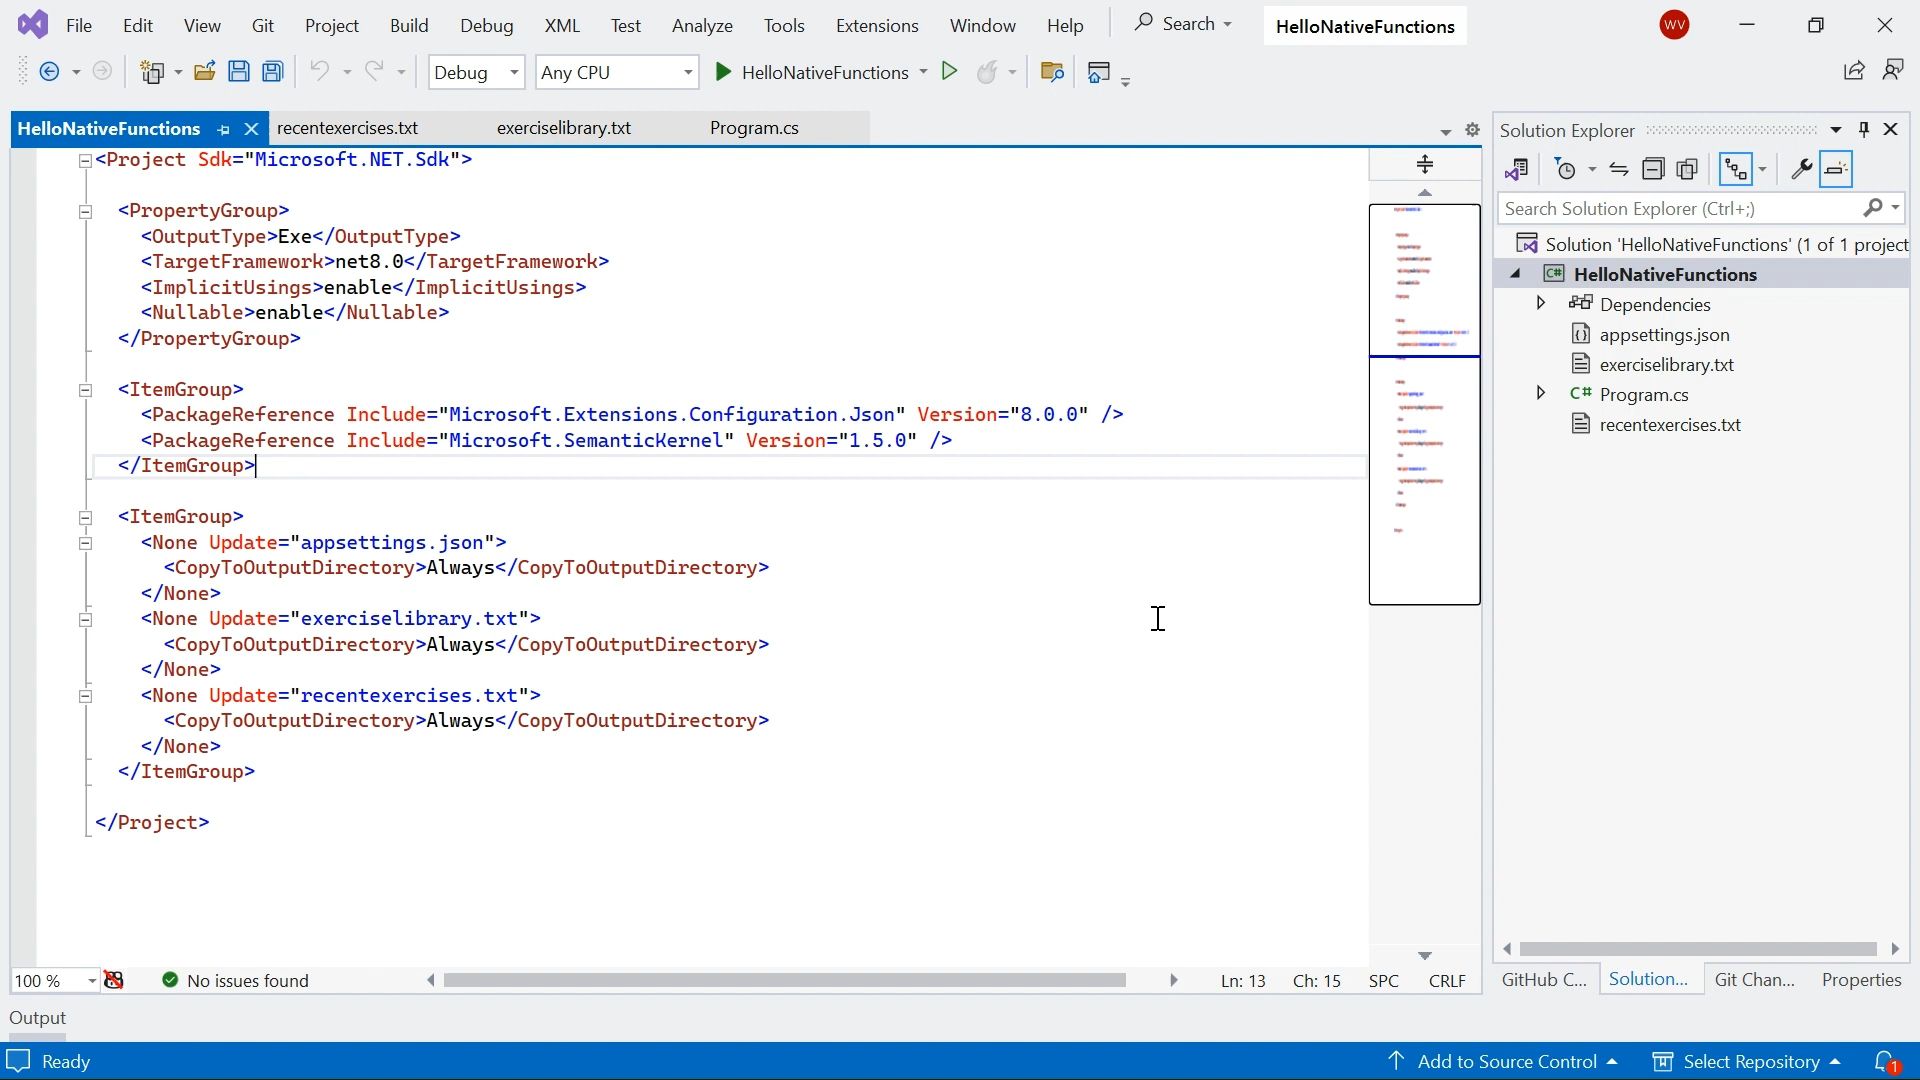 File Edit View Git Project Build Debug XML Test Analyze Tools Extensions Window Help Search HelloNativeFunctions WV
Debug Any CPU HelloNativeFunctions
HelloNativeFunctions recentexercises.txt exerciselibrary.txt Program.cs
<Project Sdk="Microsoft.NET.Sdk">
<PropertyGroup>
<OutputType>Exe</OutputType>
<TargetFramework>net8.0</TargetFramework>
<ImplicitUsings>enable</ImplicitUsings>
<Nullable>enable</Nullable>
</PropertyGroup>
<ItemGroup>
<PackageReference Include="Microsoft.Extensions.Configuration.Json" Version="8.0.0" />
<PackageReference Include="Microsoft.SemanticKernel" Version="1.5.0" />
</ItemGroup>
<ItemGroup>
<None Update="appsettings.json">
<CopyToOutputDirectory>Always</CopyToOutputDirectory>
</None>
<None Update="exerciselibrary.txt">
<CopyToOutputDirectory>Always</CopyToOutputDirectory>
</None>
<None Update="recentexercises.txt">
<CopyToOutputDirectory>Always</CopyToOutputDirectory>
</None>
</ItemGroup>
</Project>
100 % No issues found Ln: 13 Ch: 15 SPC CRLF
Solution Explorer
Search Solution Explorer (Ctrl+;)
Solution 'HelloNativeFunctions' (1 of 1 project
C# HelloNativeFunctions
Dependencies
appsettings.json
exerciselibrary.txt
C# Program.cs
recentexercises.txt
GitHub C... Solution... Git Chan... Properties
Output
Ready Add to Source Control Select Repository 1